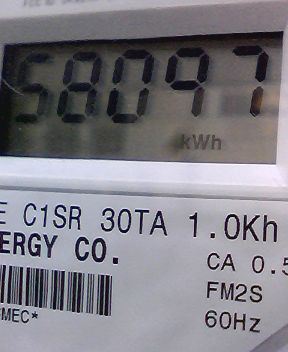 58097
kWh
E C1SR 30TA 1.0Kh
ERGY CO.
CA 0.5
FM2S
MEC*
60Hz